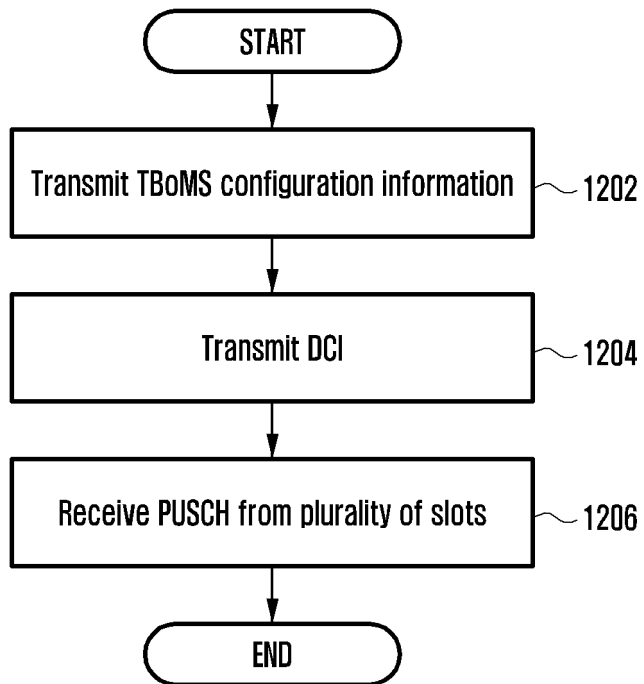 START
Transmit TBoMS configuration information
1202
Transmit DCI
1204
Receive PUSCH from plurality of slots
1206
END